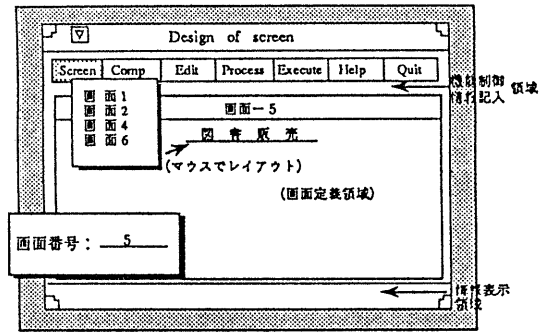 Design of screen
Screen Comp Edit Process Execute Help Quit
機能制御
情報記入 領域
画面1
画面2
画面4
画面6
画面ー5
図書販売
(マウスでレイアウト)
(画面定義領域)
画面番号： 5
情報表示
領域